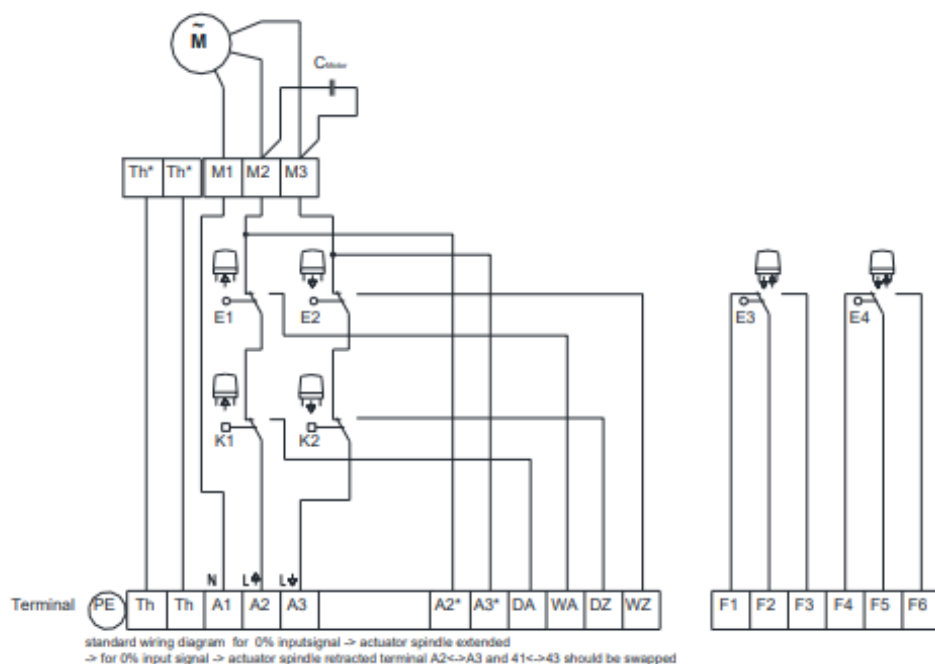 ~
M
C Motor
Th* Th* M1 M2 M3
E1 E2 E3 E4
K1 K2
N L L
Terminal PE Th Th A1 A2 A3 A2* A3* DA WA DZ WZ F1 F2 F3 F4 F5 F6
standard wiring diagram for 0% inputsignal -> actuator spindle extended
-> for 0% input signal -> actuator spindle retracted terminal A2<->A3 and 41<->43 should be swapped